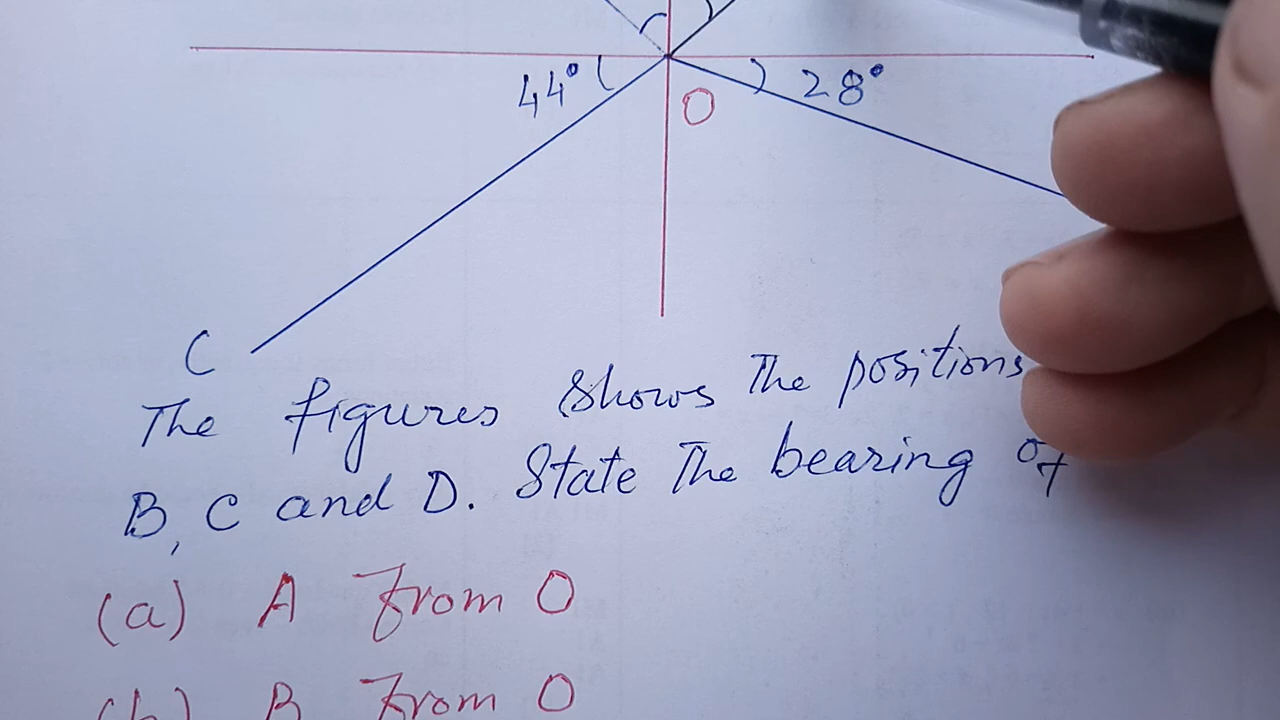 44° 28°
O
C
The figures shows The positions
B, C and D. State The bearing of
(a) A from O
(b) B from O